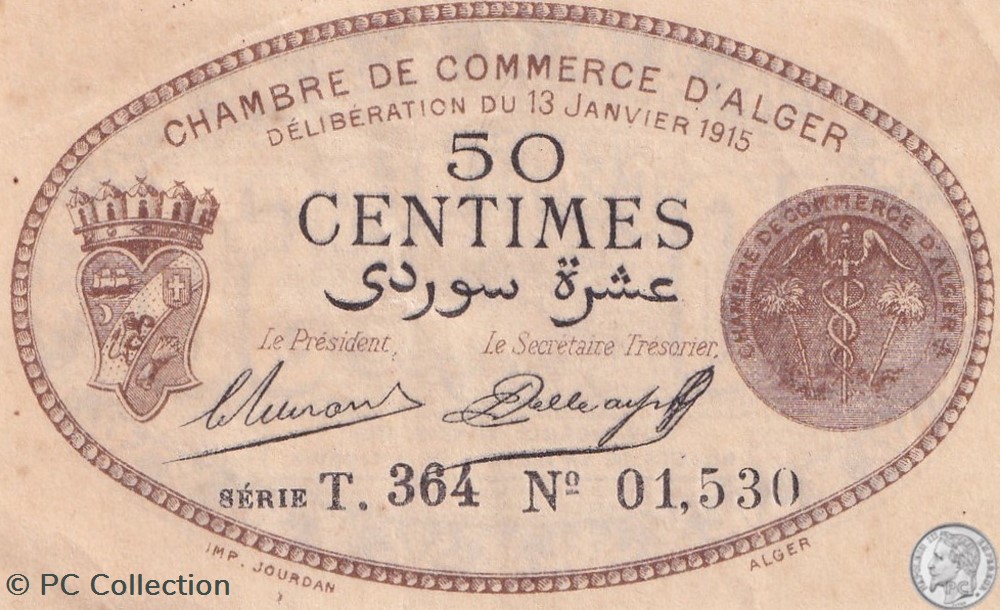 CHAMBRE DE COMMERCE D'ALGER
DÉLIBÉRATION DU 13 JANVIER 1915
50
CENTIMES
عشرة سوردى
Le Président,
Le Secrétaire Trésorier,
CHAMBRE DE COMMERCE D'ALGER
SÉRIE T. 364 Nº 01,530
IMP. JOURDAN
ALGER
© PC Collection
PC